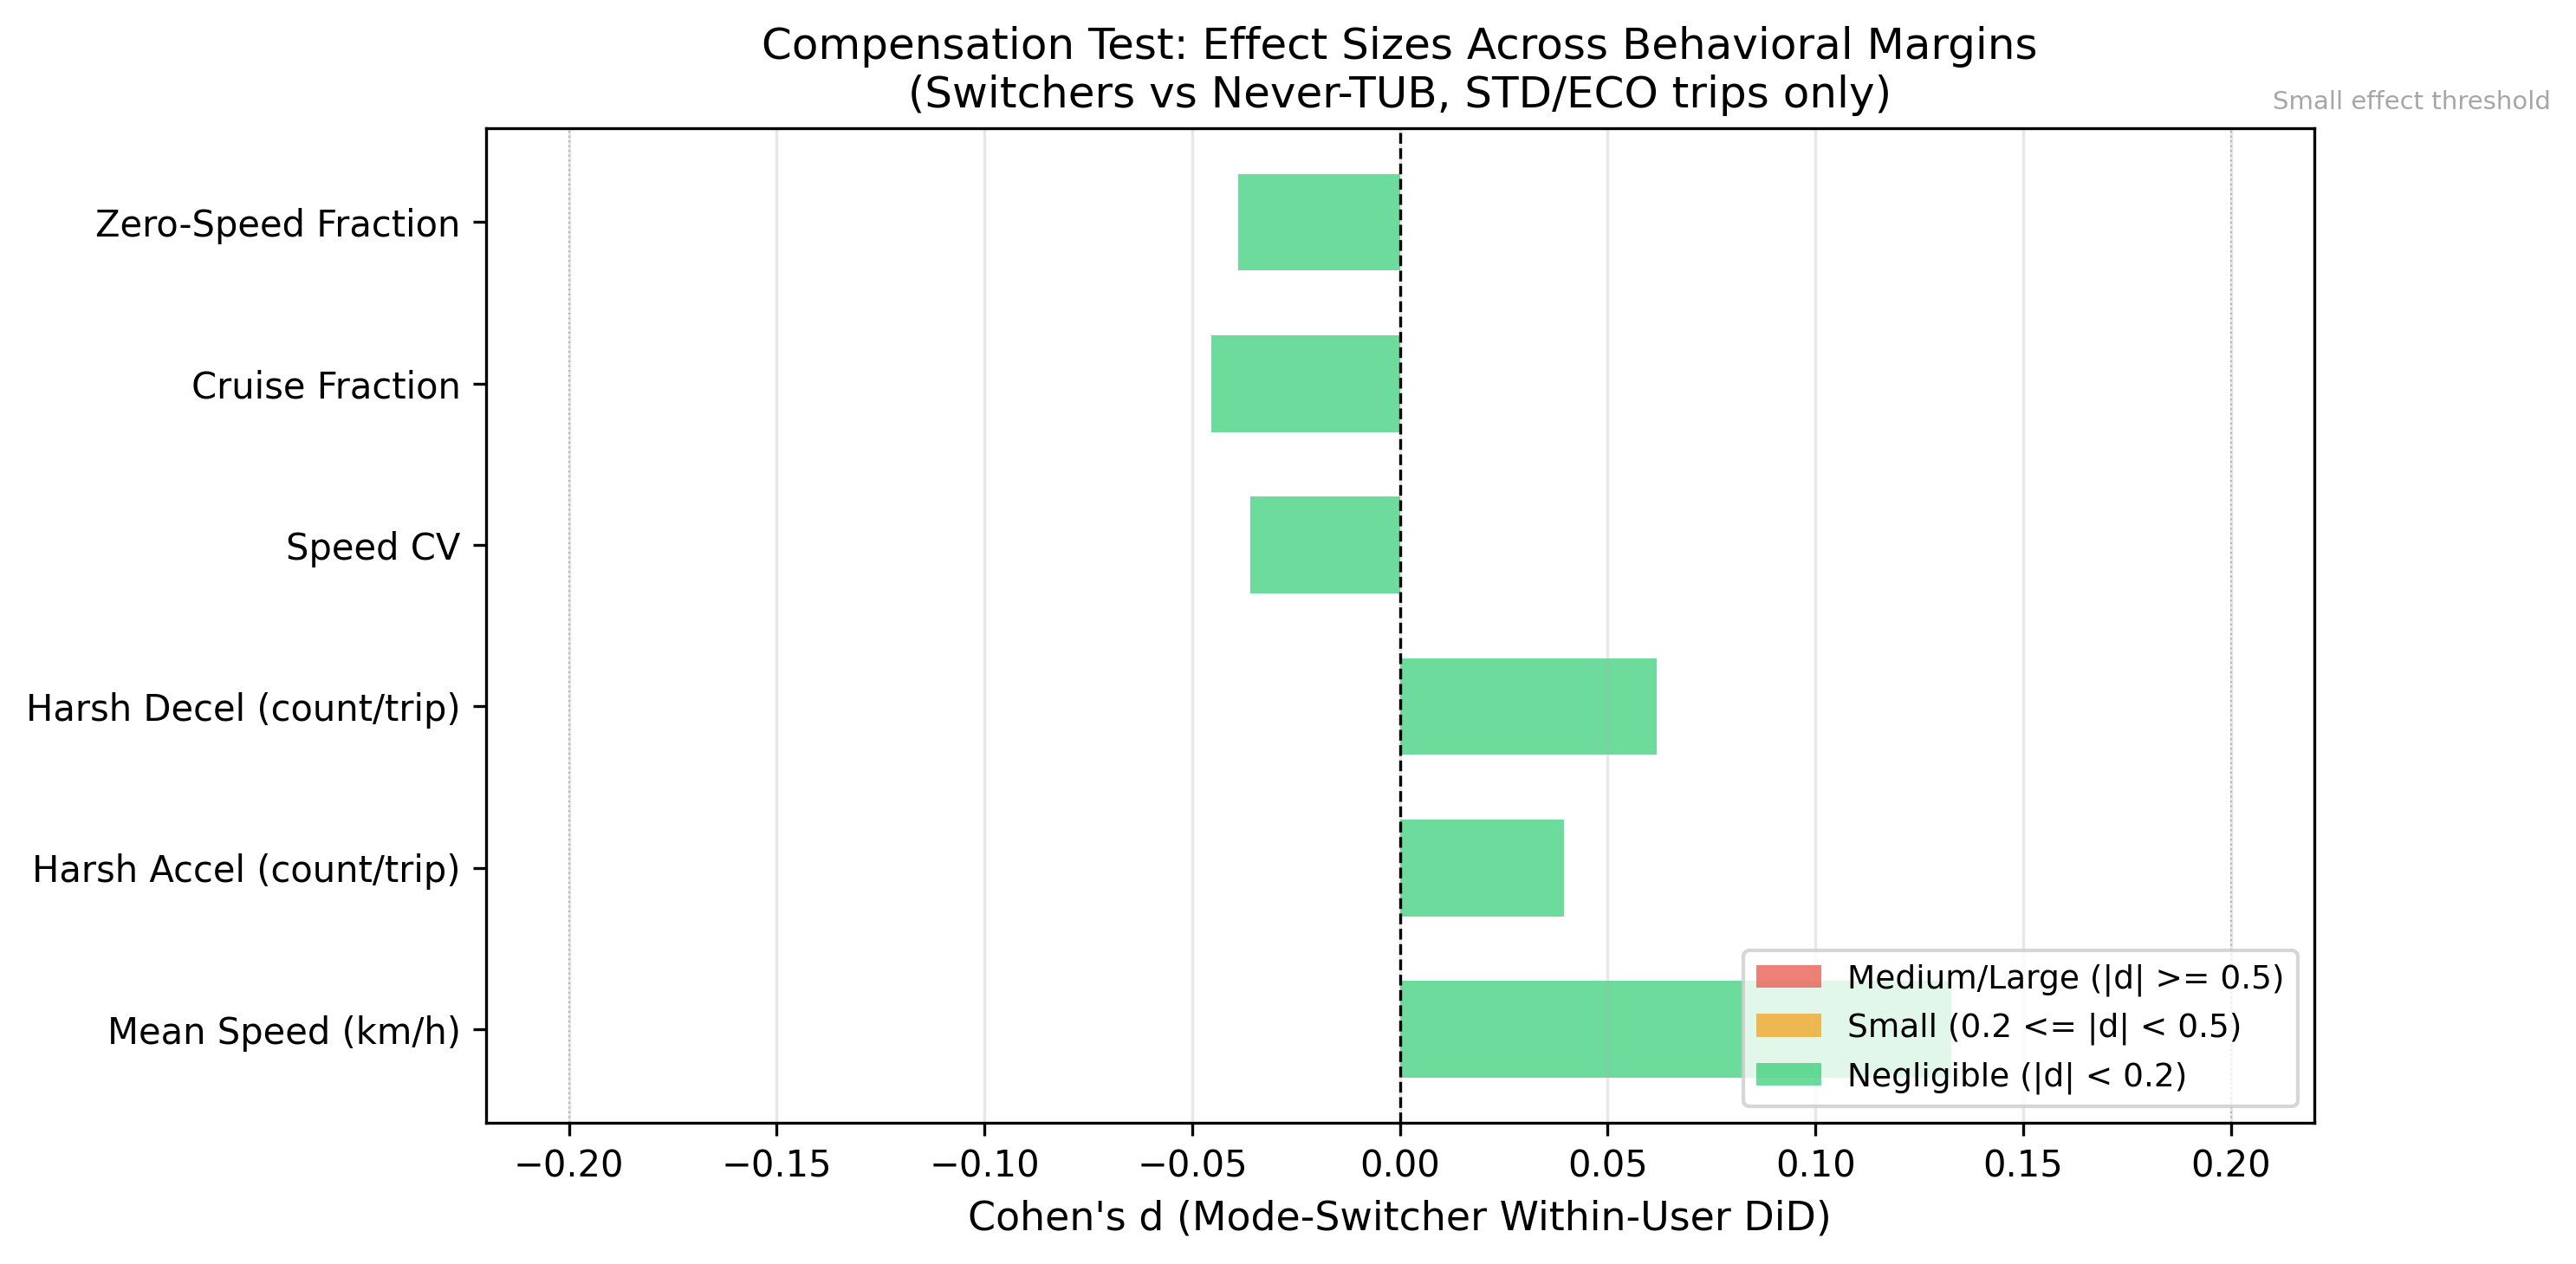 Compensation Test: Effect Sizes Across Behavioral Margins
(Switchers vs Never-TUB, STD/ECO trips only)
Small effect threshold
Zero-Speed Fraction
Cruise Fraction
Speed CV
Harsh Decel (count/trip)
Harsh Accel (count/trip)
Mean Speed (km/h)
Medium/Large (|d| >= 0.5)
Small (0.2 <= |d| < 0.5)
Negligible (|d| < 0.2)
−0.20 −0.15 −0.10 −0.05 0.00 0.05 0.10 0.15 0.20
Cohen's d (Mode-Switcher Within-User DiD)